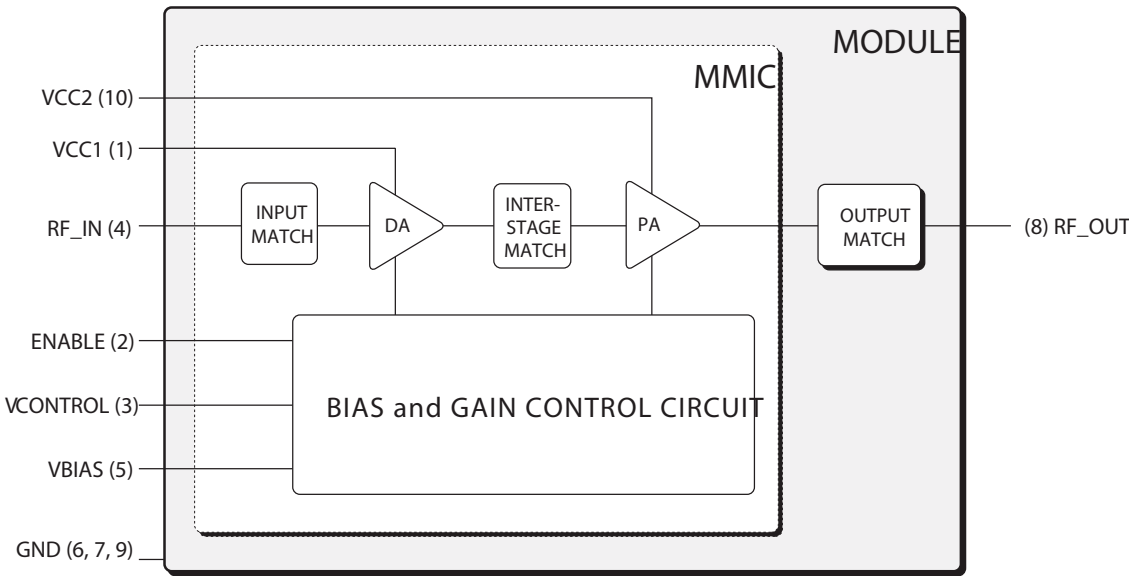 MODULE
MMIC
VCC2 (10)
VCC1 (1)
RF_IN (4)
INPUT
MATCH
DA
INTER-
STAGE
MATCH
PA
OUTPUT
MATCH
(8) RF_OUT
ENABLE (2)
VCONTROL (3)
BIAS and GAIN CONTROL CIRCUIT
VBIAS (5)
GND (6, 7, 9)